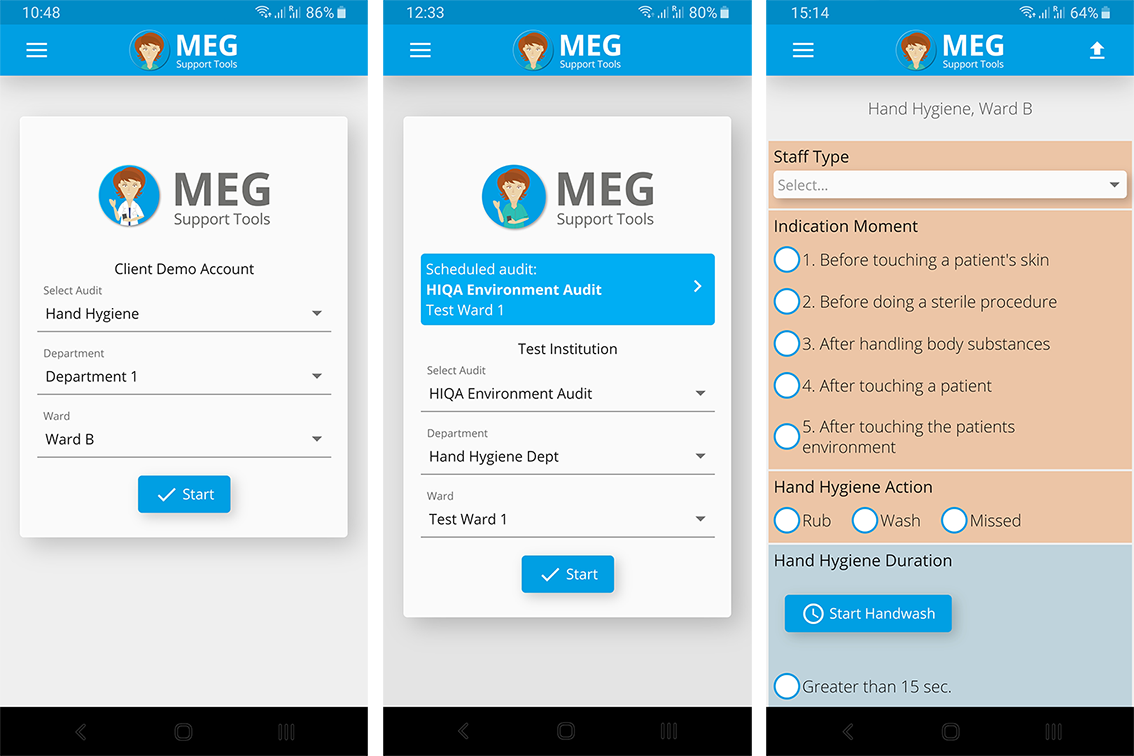 10:48
86%
MEG
Support Tools
MEG
Support Tools
Client Demo Account
Select Audit
Hand Hygiene
Department
Department 1
Ward
Ward B
Start
12:33
80%
MEG
Support Tools
MEG
Support Tools
Scheduled audit:
HIQA Environment Audit
Test Ward 1
Test Institution
Select Audit
HIQA Environment Audit
Department
Hand Hygiene Dept
Ward
Test Ward 1
Start
15:14
64%
MEG
Support Tools
Hand Hygiene, Ward B
Staff Type
Select...
Indication Moment
1. Before touching a patient's skin
2. Before doing a sterile procedure
3. After handling body substances
4. After touching a patient
5. After touching the patients
environment
Hand Hygiene Action
Rub Wash Missed
Hand Hygiene Duration
Start Handwash
Greater than 15 sec.